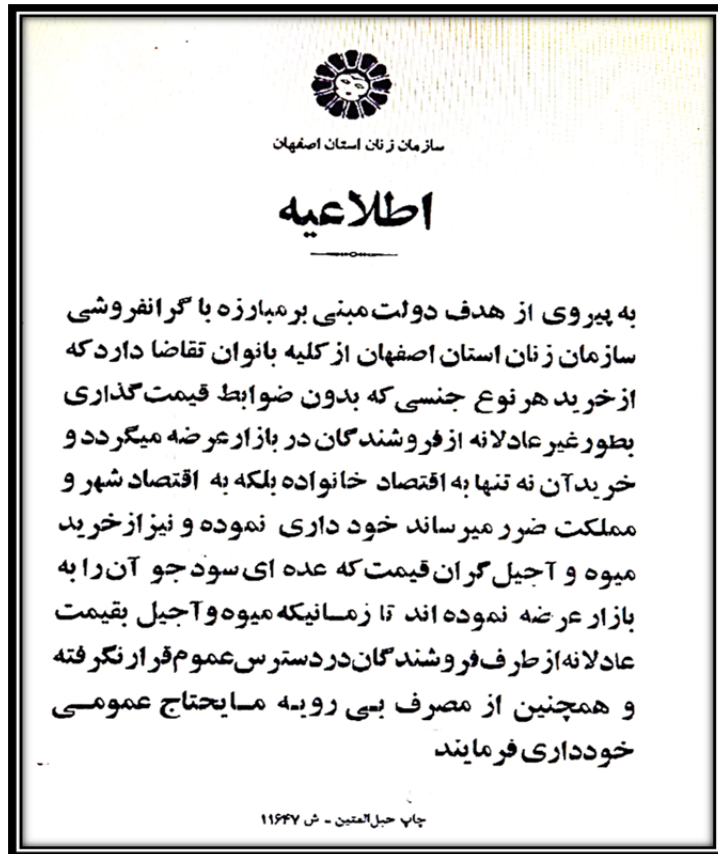 سازمان زنان استان اصفهان
اطلاعیه
به پیروی از هدف دولت مبنی بر مبارزه با گرانفروشی
سازمان زنان استان اصفهان از کلیه بانوان تقاضا دارد که
از خرید هر نوع جنسی که بدون ضوابط قیمت گذاری
بطور غیر عادلانه از فروشندگان در بازار عرضه میگردد و
خرید آن نه تنها به اقتصاد خانواده بلکه به اقتصاد شهر و
مملکت ضرر میرساند خود داری نموده و نیز از خرید
میوه و آجیل گران قیمت که عده ای سود جو آن را به
بازار عرضه نموده اند تا زمانیکه میوه و آجیل بقیمت
عادلانه از طرف فروشندگان در دسترس عموم قرار نگرفته
و همچنین از مصرف بی رویه مایحتاج عمومی
خودداری فرمایند
چاپ حبل‌المتین - ش ۱۱۶۴۷